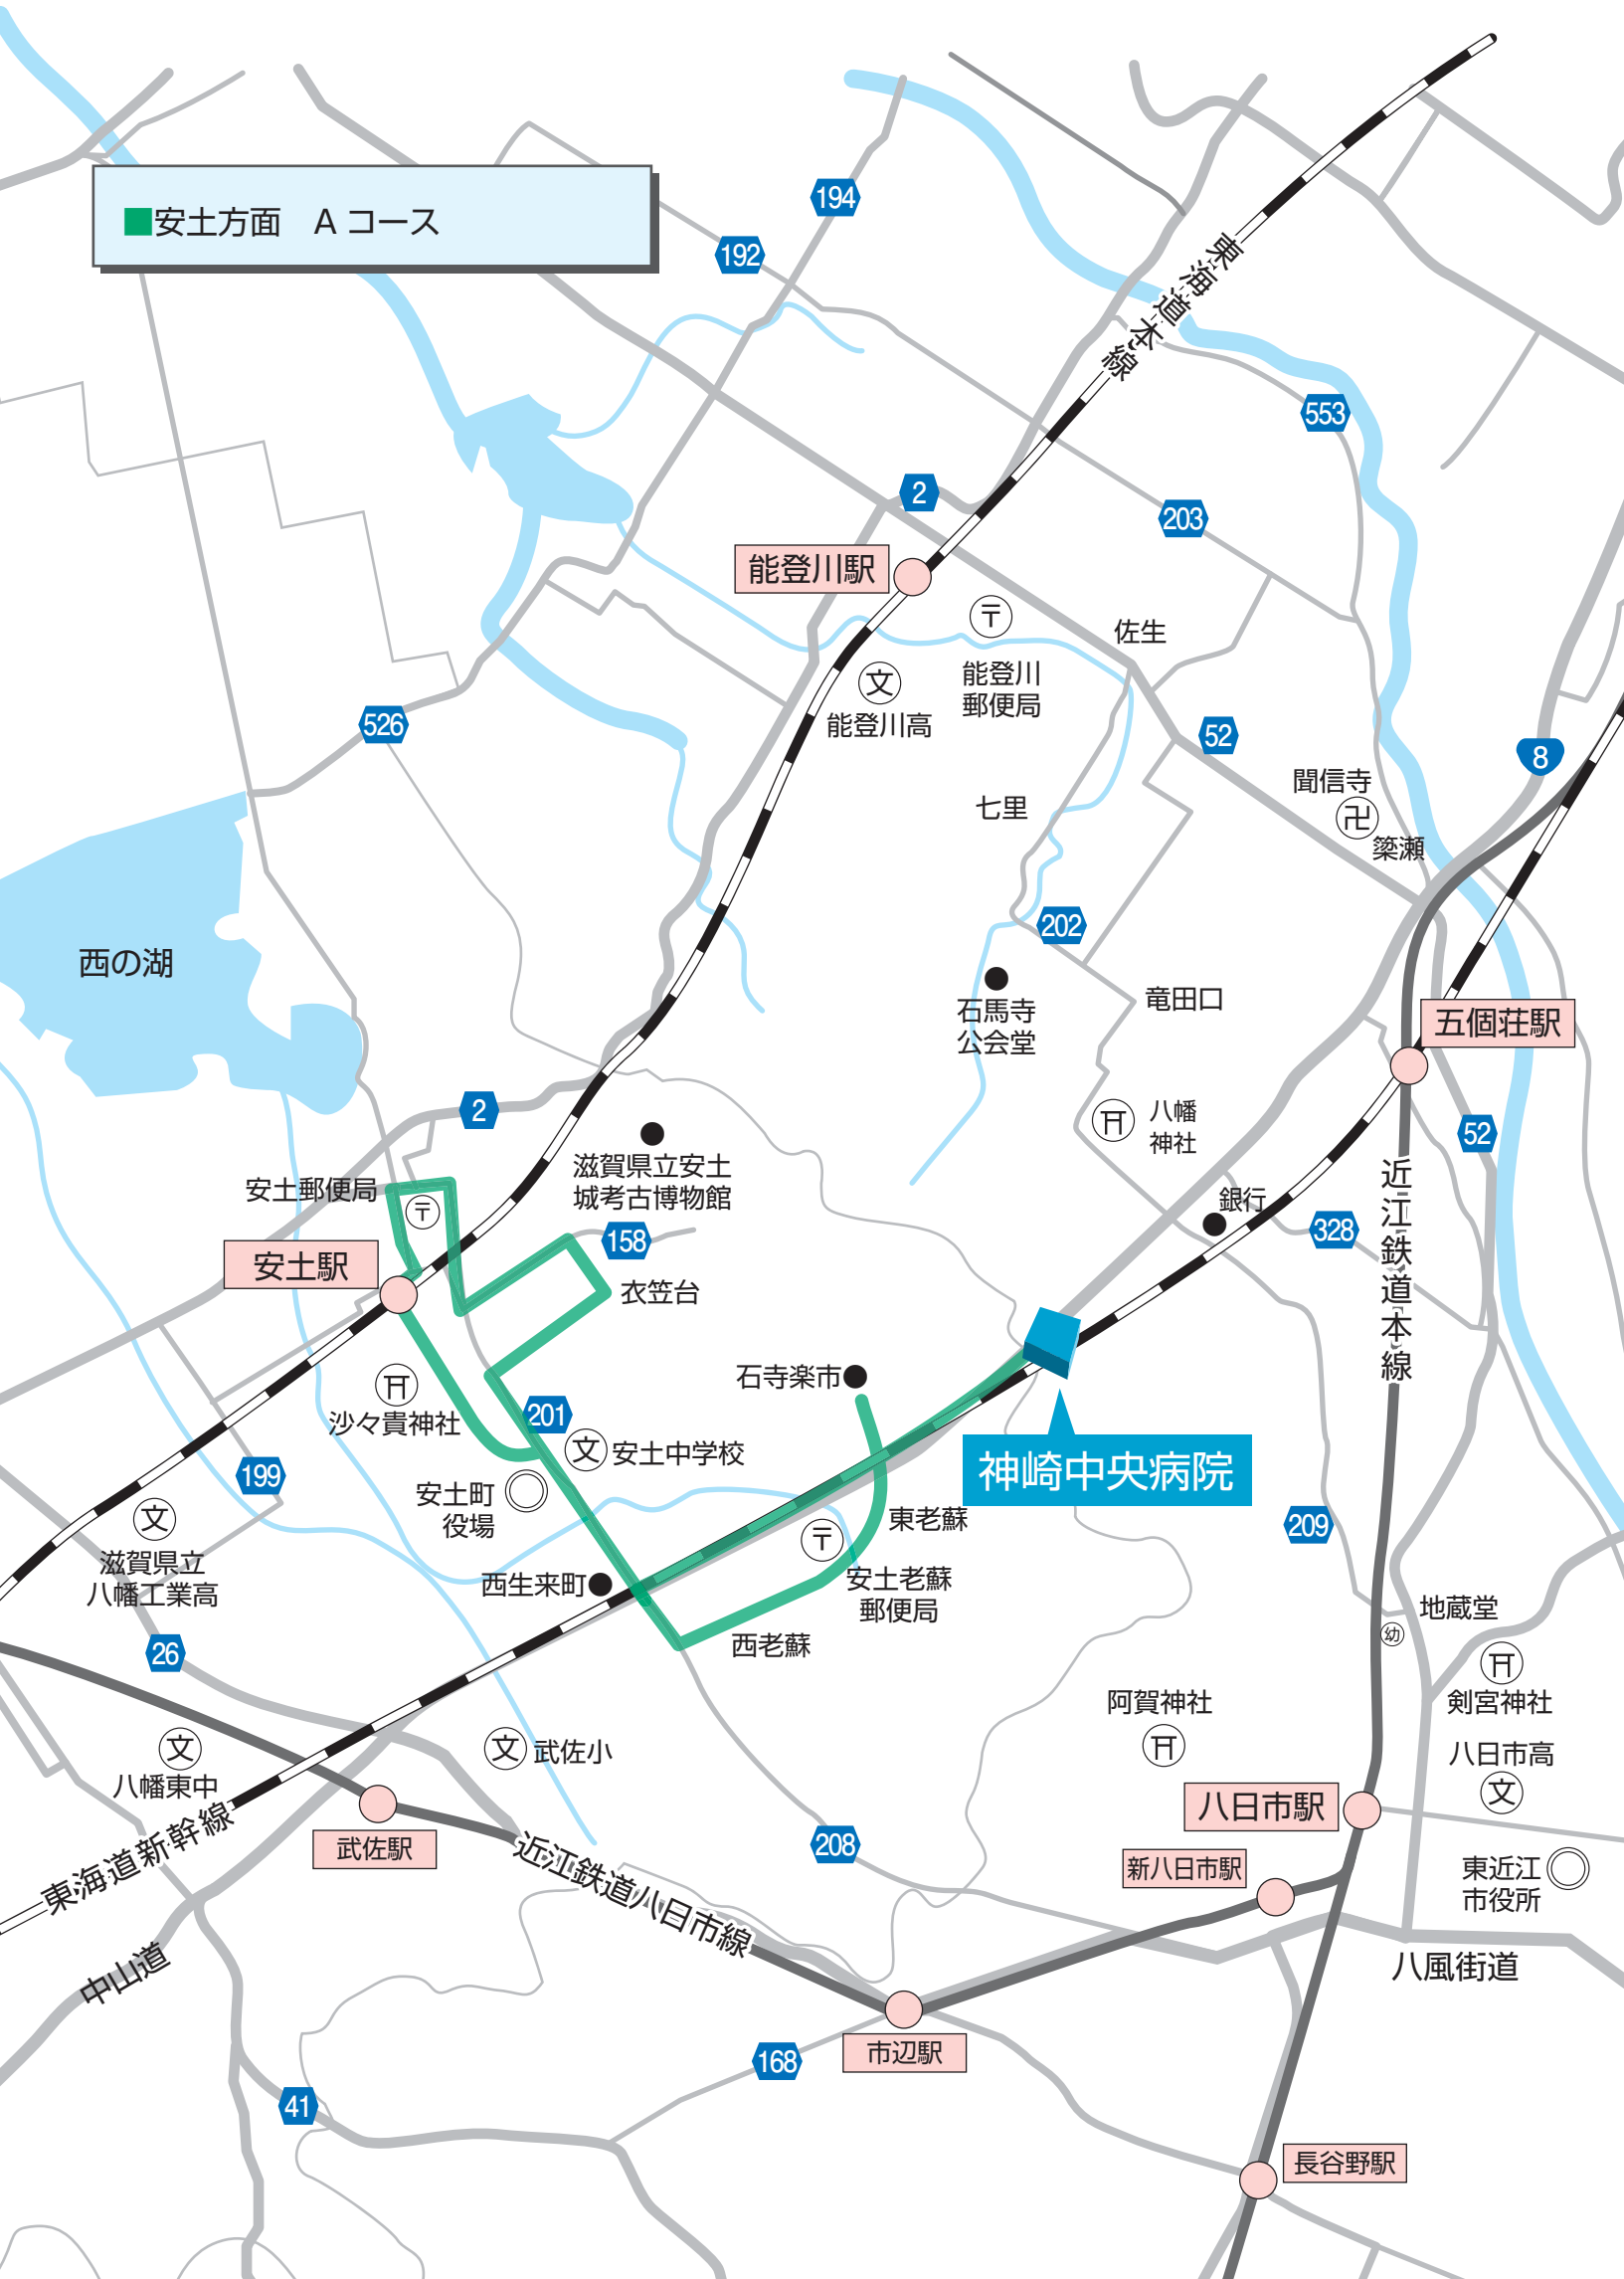 ■安土方面 A コース
194
192
東海道本線
553
2
203
能登川駅
佐生
能登川
郵便局
文
能登川高
526
52
8
聞信寺
卍
簗瀬
七里
202
西の湖
石馬寺
公会堂
竜田口
五個荘駅
2
八幡
神社
52
滋賀県立安土
城考古博物館
安土郵便局
〒
〒
銀行
328
158
近江鉄道本線
安土駅
衣笠台
石寺楽市
沙々貴神社
201
文
安土中学校
神崎中央病院
199
安土町
役場
文
滋賀県立
八幡工業高
〒
東老蘇
209
西生来町
安土老蘇
郵便局
地蔵堂
幼
26
西老蘇
剣宮神社
阿賀神社
文
八幡東中
文
武佐小
八日市高
文
八日市駅
武佐駅
東海道新幹線
近江鉄道八日市線
208
新八日市駅
東近江
市役所
中山道
八風街道
市辺駅
168
41
長谷野駅